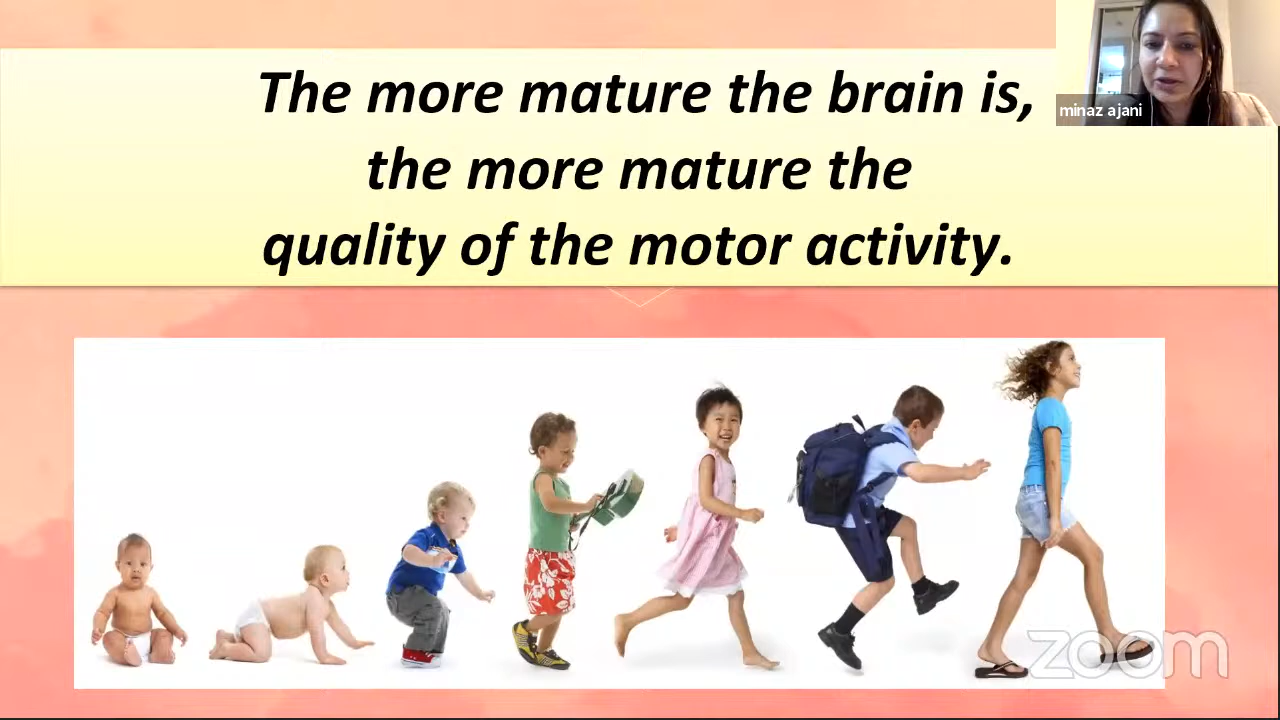 The more mature the brain is,
the more mature the
quality of the motor activity.
minaz ajani
zoom